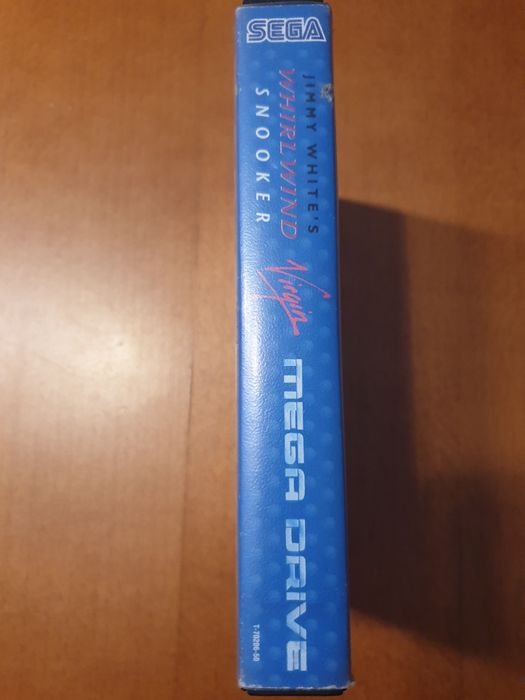 SEGA
JIMMY WHITE'S
WHIRLWIND
SNOOKER
Virgin
MEGA DRIVE
T-70206-50